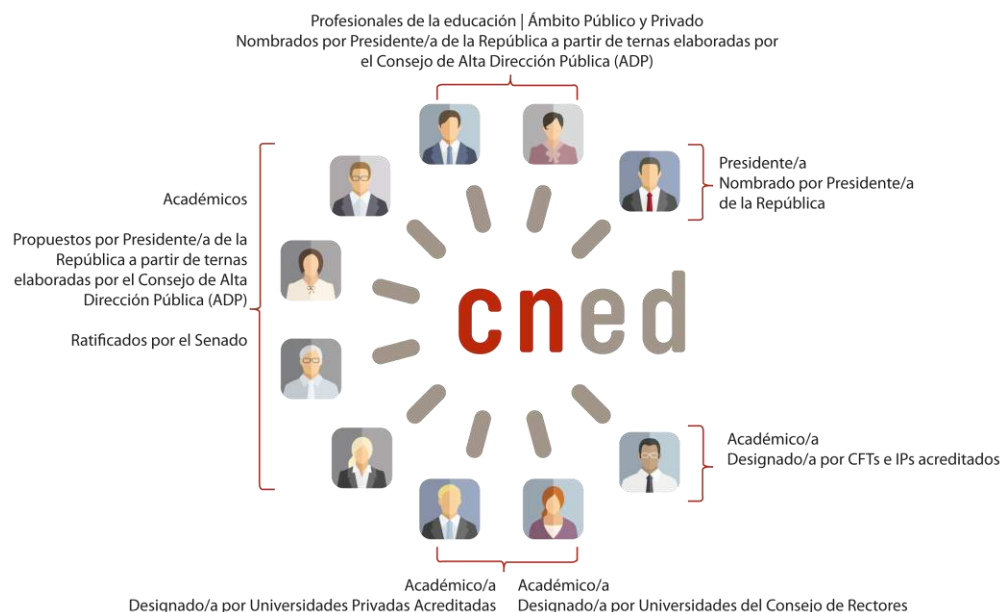 Profesionales de la educación | Ámbito Público y Privado
Nombrados por Presidente/a de la República a partir de ternas elaboradas por
el Consejo de Alta Dirección Pública (ADP)
Presidente/a
Nombrado por Presidente/a
de la República
Académicos
Propuestos por Presidente/a de la
República a partir de ternas
elaboradas por el Consejo de Alta
Dirección Pública (ADP)
Ratificados por el Senado
cned
Académico/a
Designado/a por CFTs e IPs acreditados
Académico/a
Designado/a por Universidades Privadas Acreditadas
Académico/a
Designado/a por Universidades del Consejo de Rectores